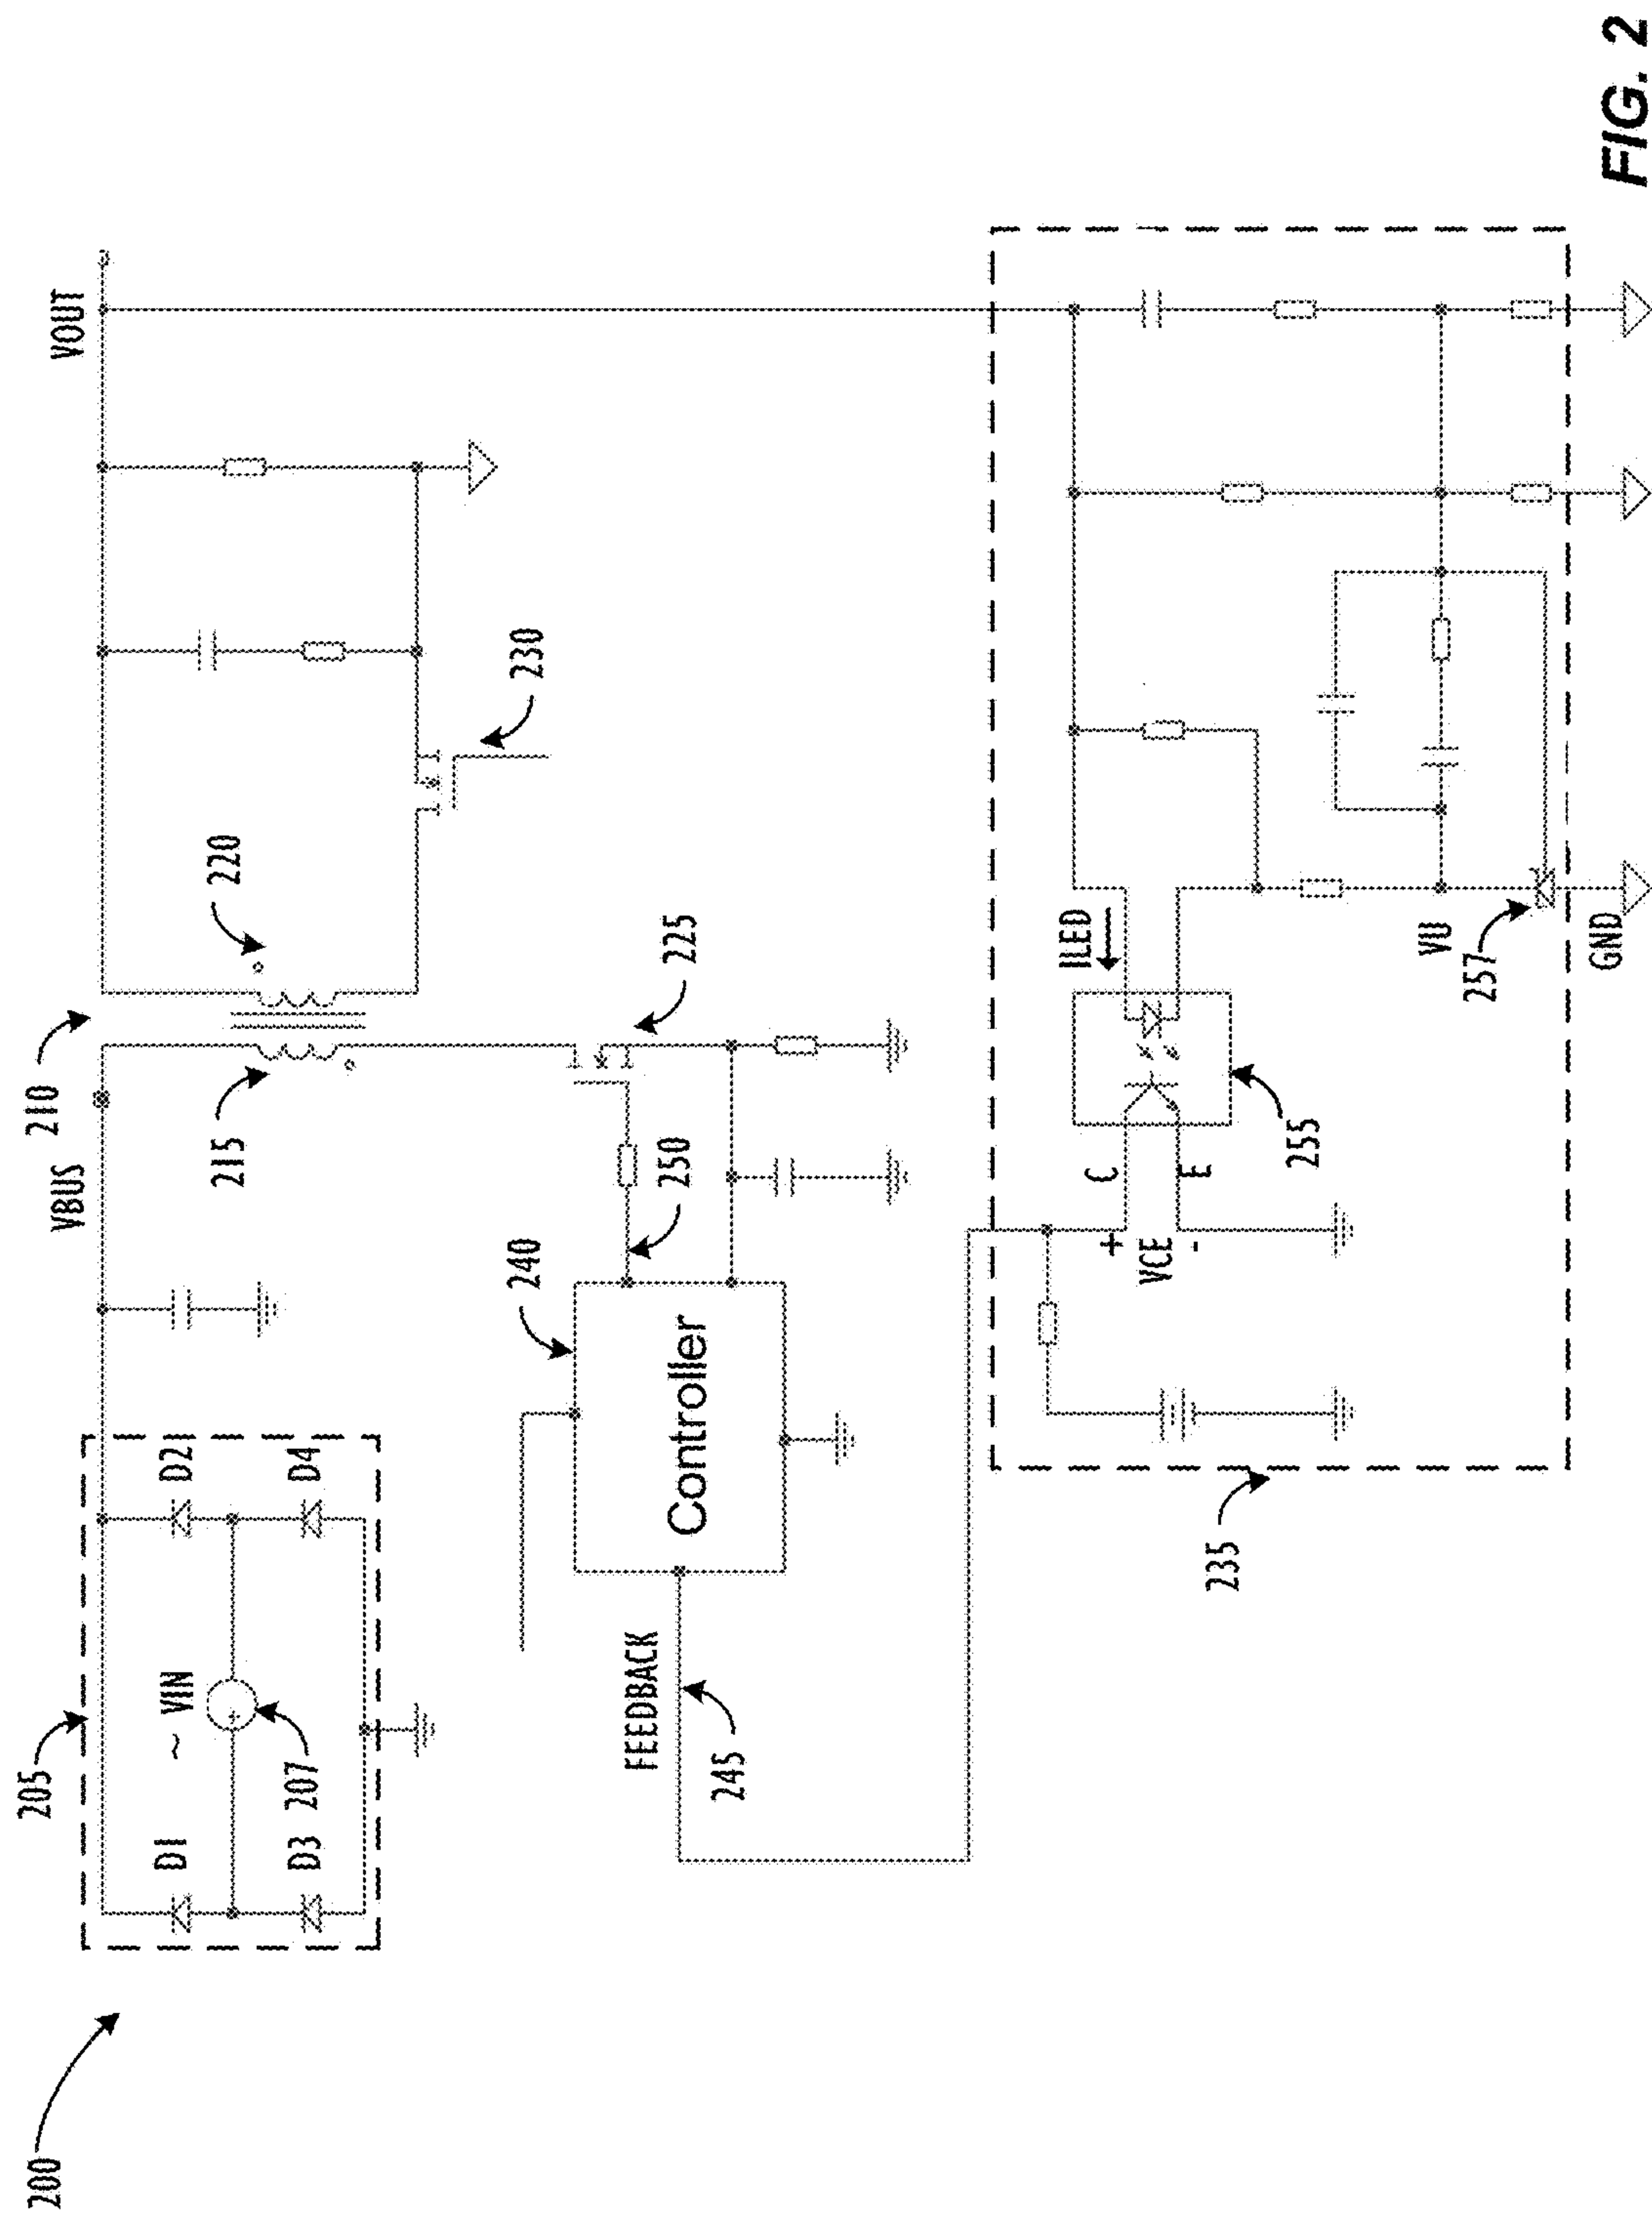 200
205
D1
~ VIN
D2
D3
207
D4
VBUS
210
215
220
VOUT
230
225
250
240
Controller
FEEDBACK
245
235
ILED
C
+
VCE
-
E
255
VU
257
GND
FIG. 2